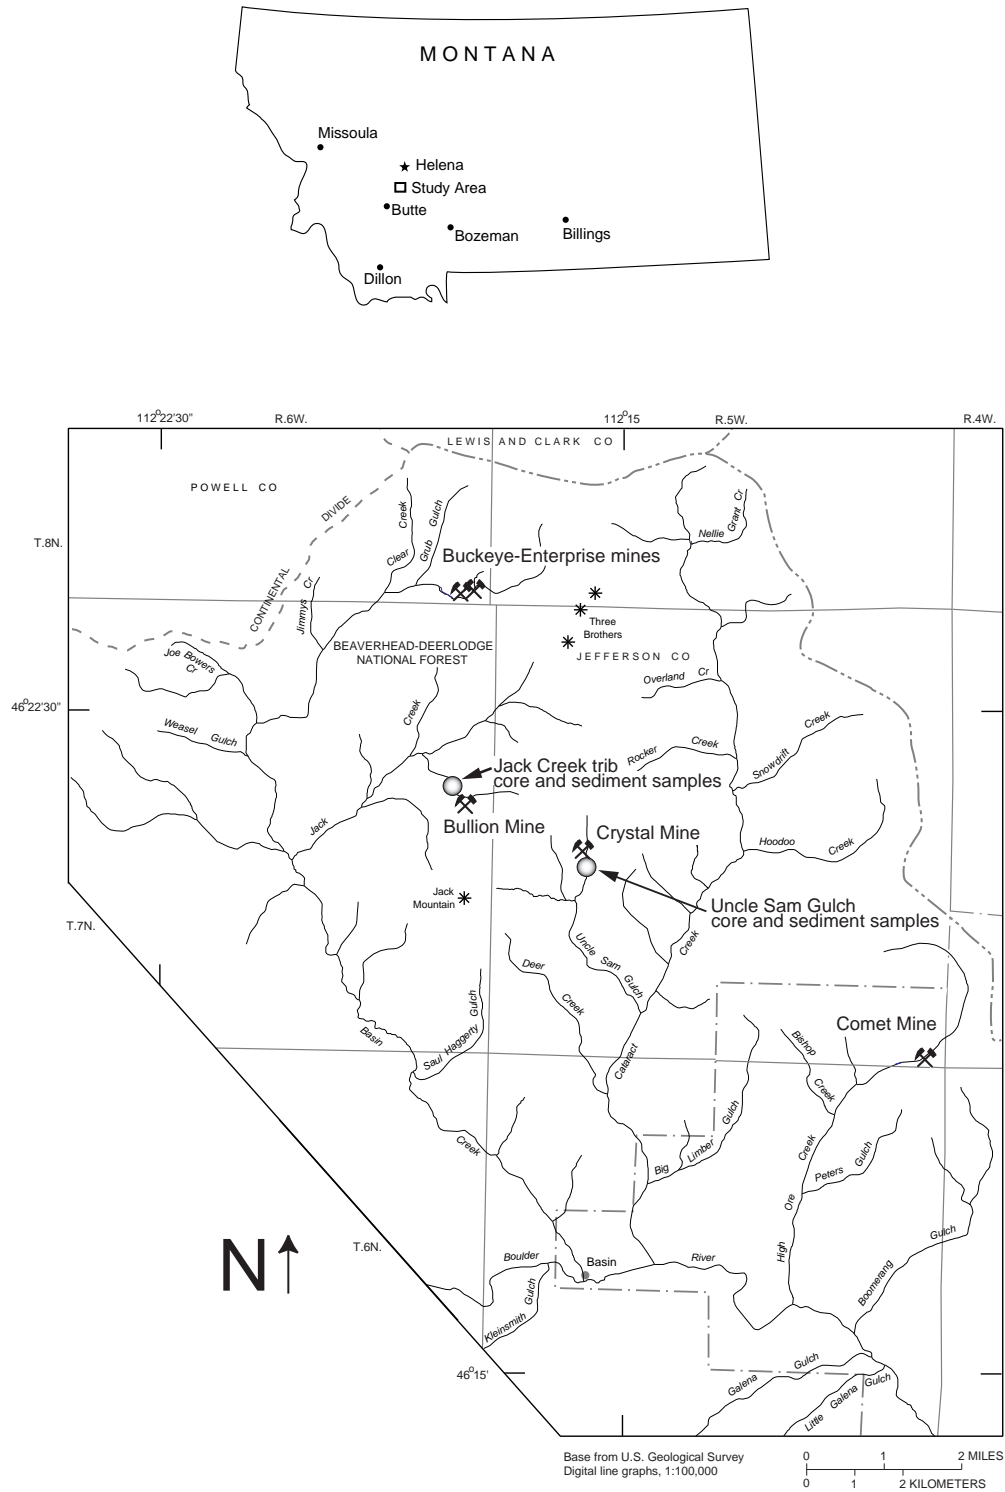 MONTANA
Missoula
Helena
Study Area
Butte
Bozeman
Billings
Dillon
112°22'30"
R.6W.
112°15
R.5W.
R.4W.
LEWIS AND CLARK CO
POWELL CO
CONTINENTAL DIVIDE
T.8N.
Clear Creek
Grub Gulch
Nellie Grant Cr
Buckeye-Enterprise mines
Jimmys Cr
Three
Brothers
BEAVERHEAD-DEERLODGE
NATIONAL FOREST
JEFFERSON CO
Joe Bowers
Cr
Overland Cr
46°22'30"
Weasel Gulch
Creek
Rocker Creek
Snowdrift Creek
Jack Creek trib
core and sediment samples
Jack
Bullion Mine
Crystal Mine
Hoodoo Creek
Jack
Mountain
Uncle Sam Gulch
core and sediment samples
T.7N.
Uncle Sam Gulch
Creek
Deer Creek
Saul Haggerty Gulch
Basin
Cataract
Comet Mine
Bishop Creek
Creek
Big Limber Gulch
High Ore Creek
Peters Gulch
T.6N.
N
Boulder
Basin
River
Boomerang Gulch
Kleinsmith Gulch
46°15'
Galena Gulch
Little Galena Gulch
Base from U.S. Geological Survey
Digital line graphs, 1:100,000
0 1 2 MILES
0 1 2 KILOMETERS